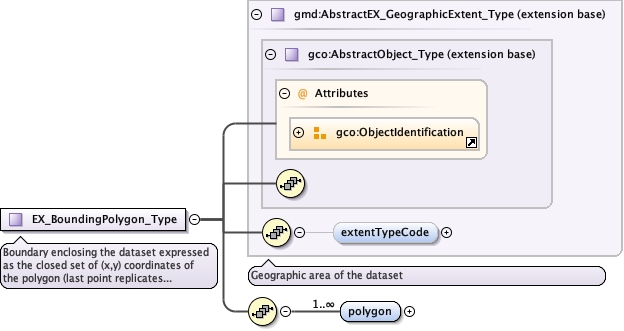 gmd:AbstractEX_GeographicExtent_Type (extension base)
gco:AbstractObject_Type (extension base)
@ Attributes
gco:ObjectIdentification
EX_BoundingPolygon_Type
Boundary enclosing the dataset expressed
as the closed set of (x,y) coordinates of
the polygon (last point replicates...
extentTypeCode
Geographic area of the dataset
1..∞
polygon